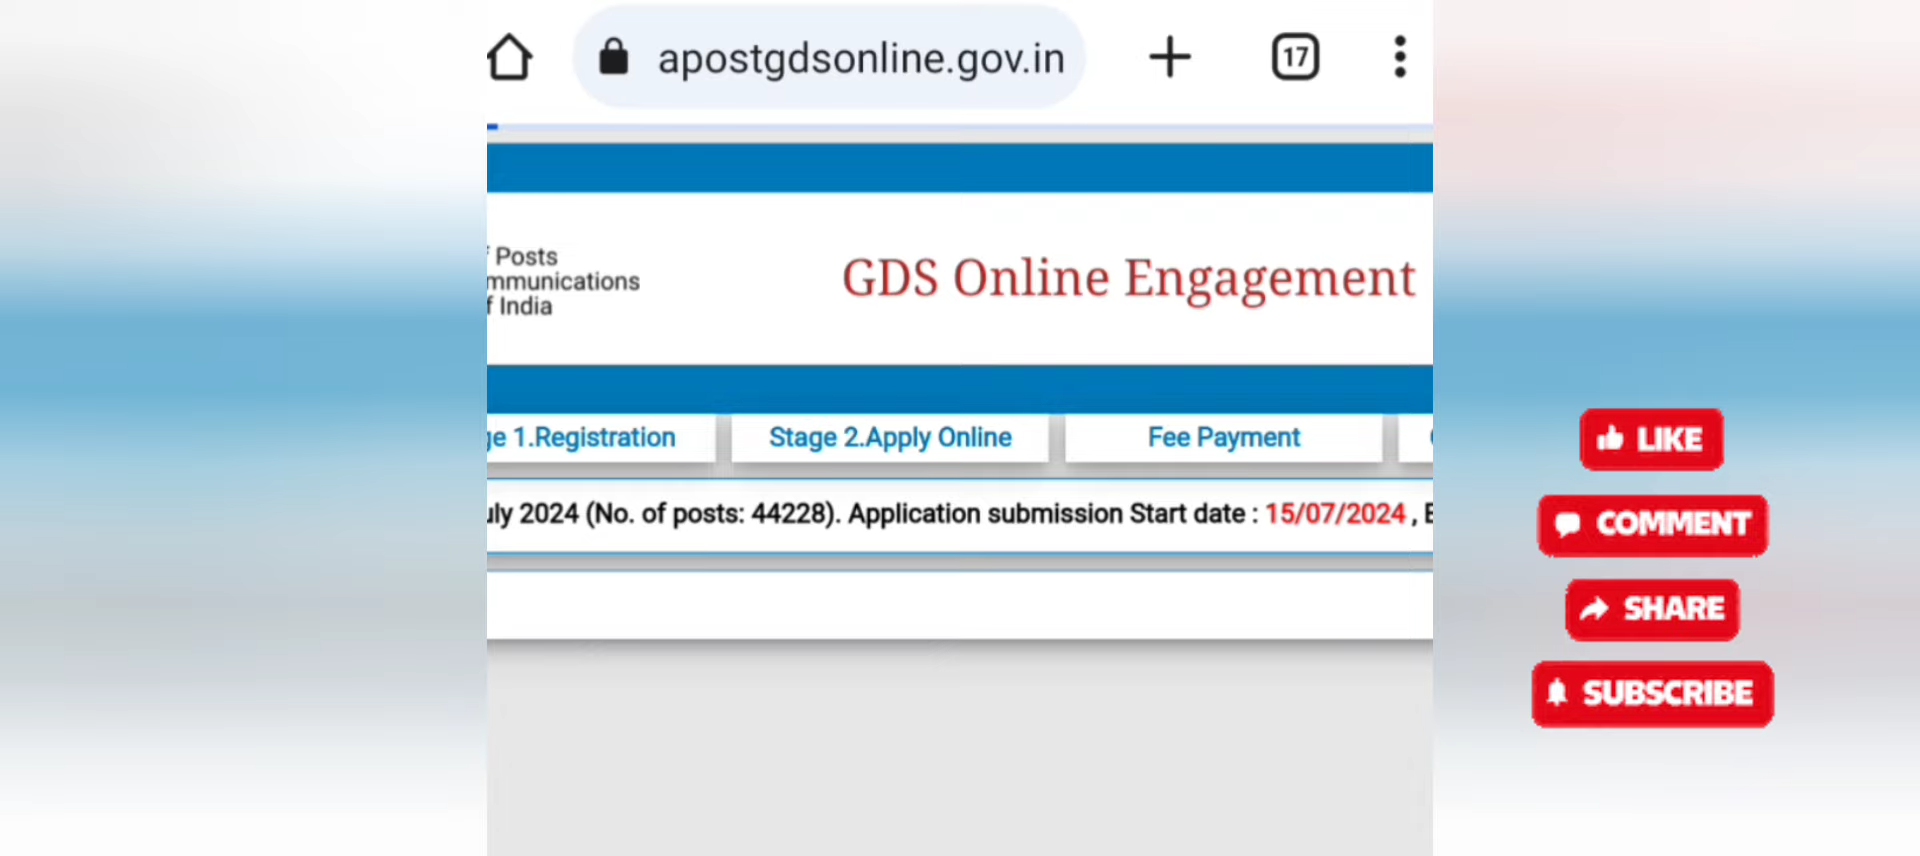 apostgdsonline.gov.in
17
Posts
mmunications
f India
GDS Online Engagement
ge 1.Registration
Stage 2.Apply Online
Fee Payment
uly 2024 (No. of posts: 44228). Application submission Start date : 15/07/2024 ,
LIKE
COMMENT
SHARE
SUBSCRIBE